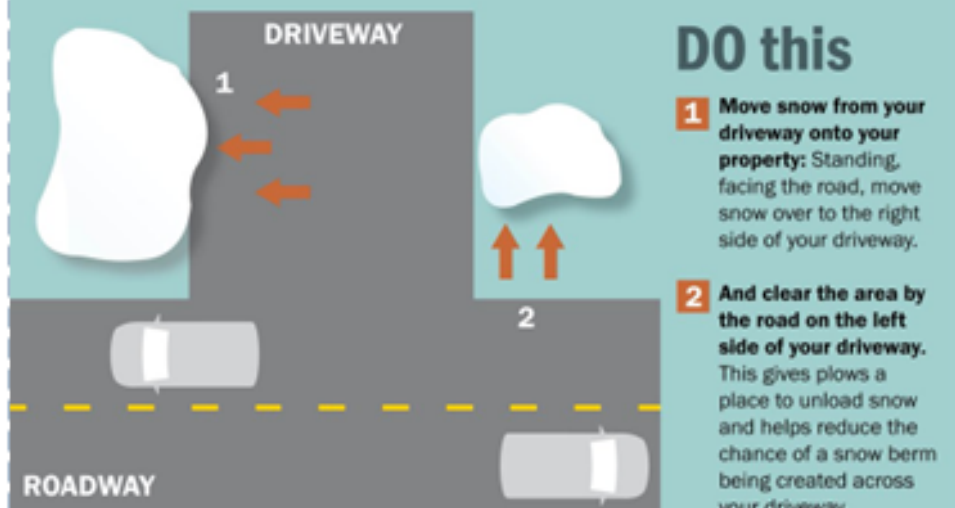 DRIVEWAY
1
2
ROADWAY
DO this
1 Move snow from your
driveway onto your
property: Standing,
facing the road, move
snow over to the right
side of your driveway.
2 And clear the area by
the road on the left
side of your driveway.
This gives plows a
place to unload snow
and helps reduce the
chance of a snow berm
being created across
your driveway